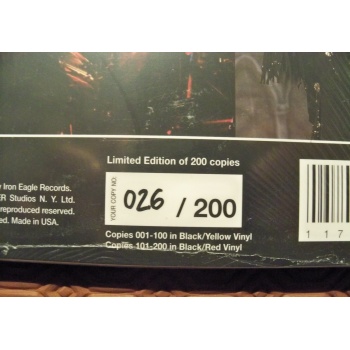 Limited Edition of 200 copies
Iron Eagle Records.
Studios N. Y. Ltd.
reproduced reserved.
Made in USA.
YOUR COPY NO:
026 / 200
Copies 001-100 in Black/Yellow Vinyl
Copies 101-200 in Black/Red Vinyl
1 1 7